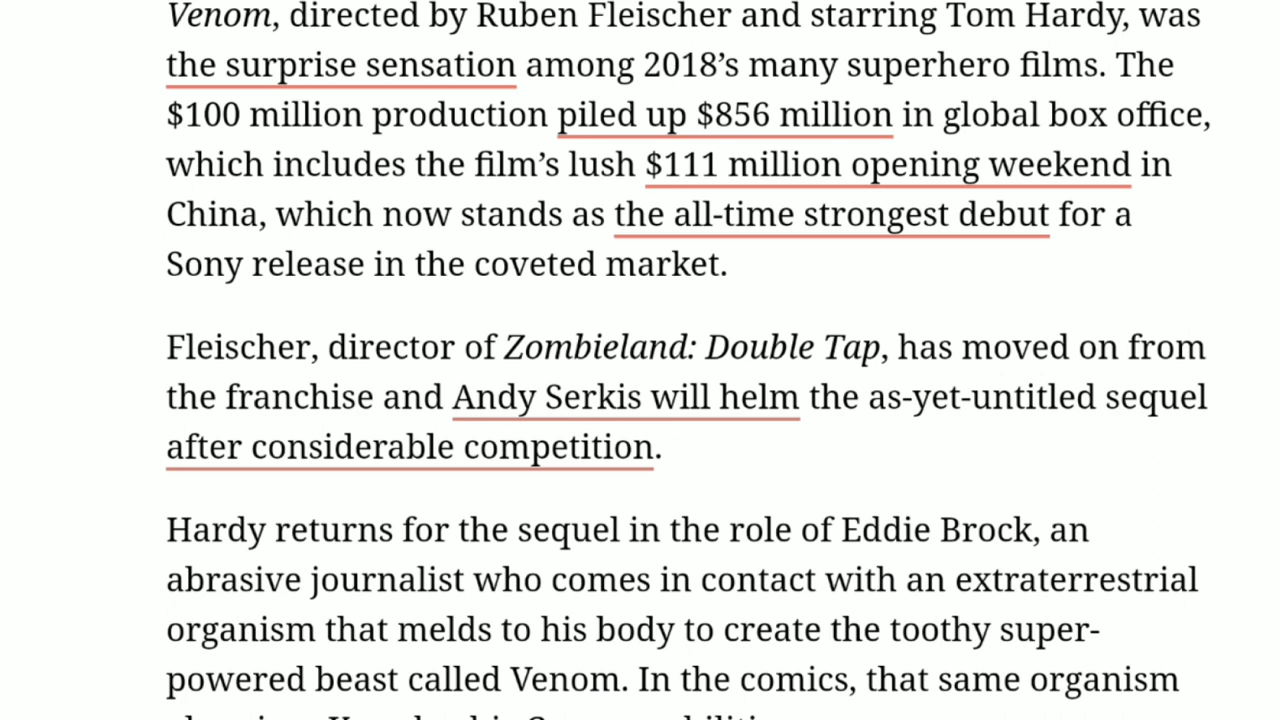 Venom, directed by Ruben Fleischer and starring Tom Hardy, was
the surprise sensation among 2018’s many superhero films. The
$100 million production piled up $856 million in global box office,
which includes the film’s lush $111 million opening weekend in
China, which now stands as the all-time strongest debut for a
Sony release in the coveted market.
Fleischer, director of Zombieland: Double Tap, has moved on from
the franchise and Andy Serkis will helm the as-yet-untitled sequel
after considerable competition.
Hardy returns for the sequel in the role of Eddie Brock, an
abrasive journalist who comes in contact with an extraterrestrial
organism that melds to his body to create the toothy super-
powered beast called Venom. In the comics, that same organism